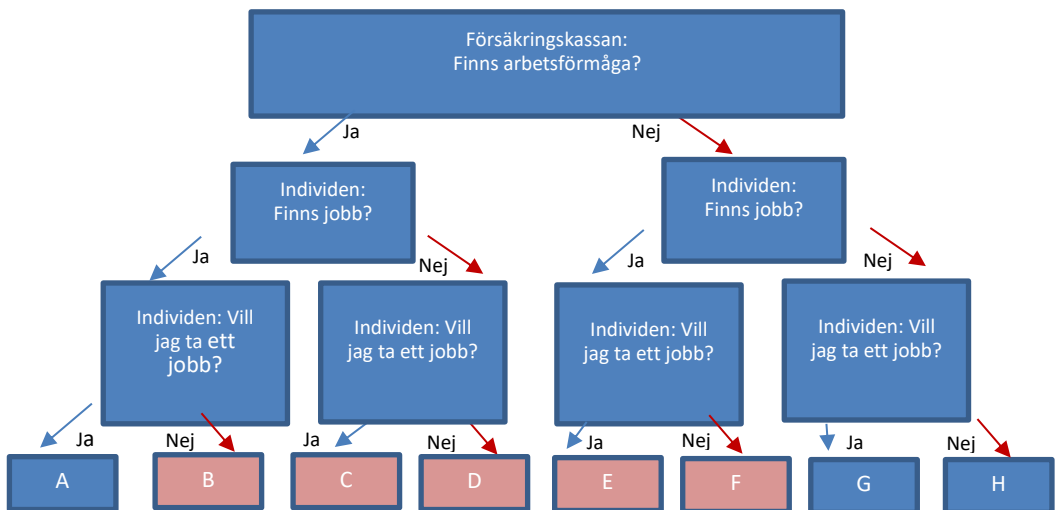 Försäkringskassan:
Finns arbetsförmåga?
Ja
Nej
Individen:
Finns jobb?
Individen:
Finns jobb?
Ja
Nej
Ja
Nej
Individen: Vill
jag ta ett
jobb?
Individen: Vill
jag ta ett jobb?
Individen: Vill
jag ta ett jobb?
Individen: Vill
jag ta ett jobb?
Ja
Nej
Ja
Nej
Ja
Nej
Ja
Nej
A
B
C
D
E
F
G
H